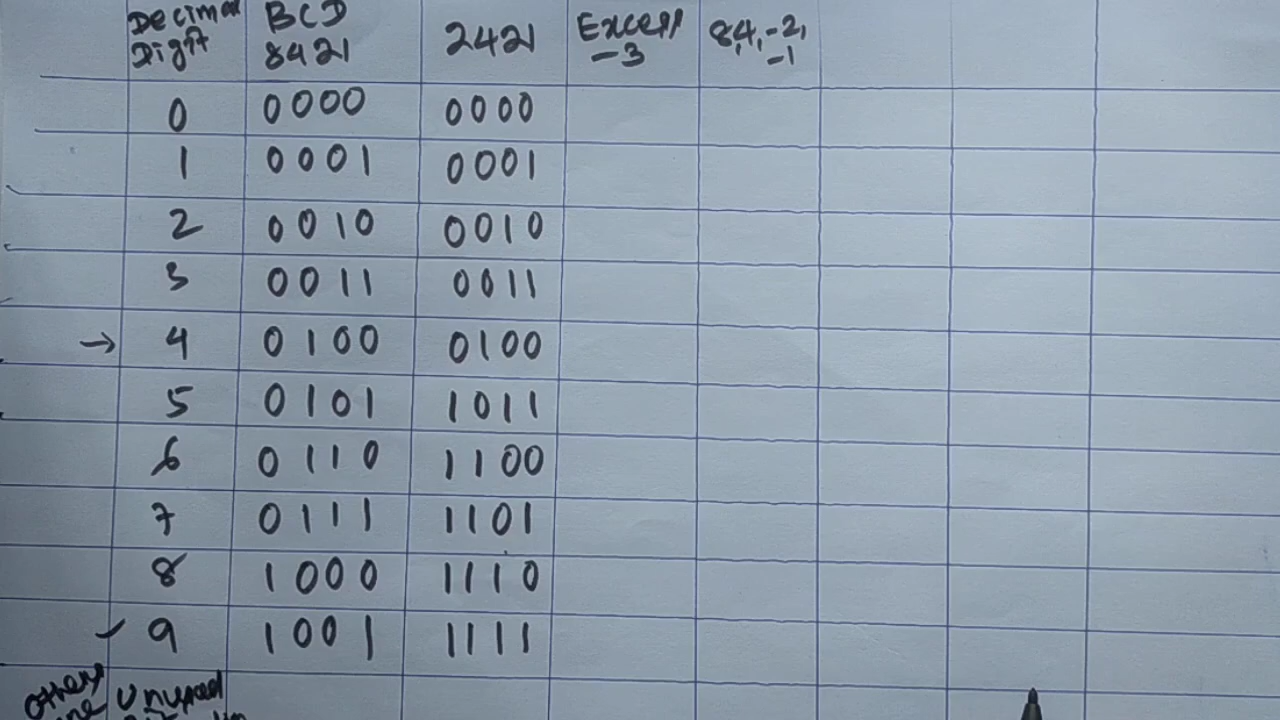 Decimal BCD 2421 Excess 8,4,-2,
Digit 8421 -3 -1
0 0000 0000
1 0001 0001
2 0010 0010
3 0011 0011
→ 4 0100 0100
5 0101 1011
6 0110 1100
7 0111 1101
8 1000 1110
9 1001 1111
others Unused